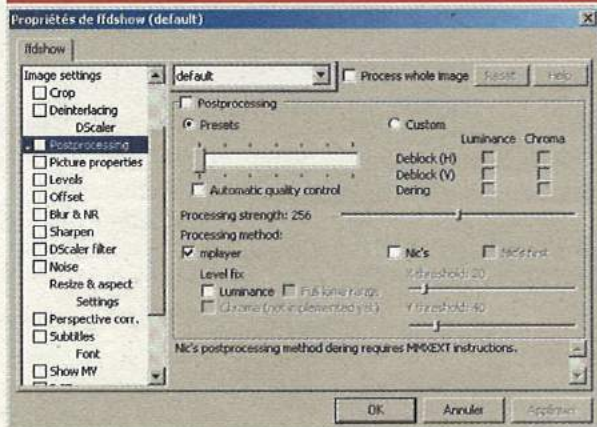 Propriétés de ffdshow (default)
ffdshow
Image settings
Crop
Deinterlacing
DScaler
Postprocessing
Picture properties
Levels
Offset
Blur & NR
Sharpen
DScaler filter
Noise
Resize & aspect
Settings
Perspective corr.
Subtitles
Font
Show MV
default
Process whole image
Reset
Help
Postprocessing
Presets
Custom
Luminance Chroma
Deblock (H)
Deblock (V)
Dering
Automatic quality control
Processing strength: 256
Processing method:
mplayer
Nic's
Nic's first
Level fix
X threshold: 20
Luminance
Full luma range
Chroma (not implemented yet)
Y threshold: 40
Nic's postprocessing method dering requires MMXEXT instructions.
OK
Annuler
Appliquer